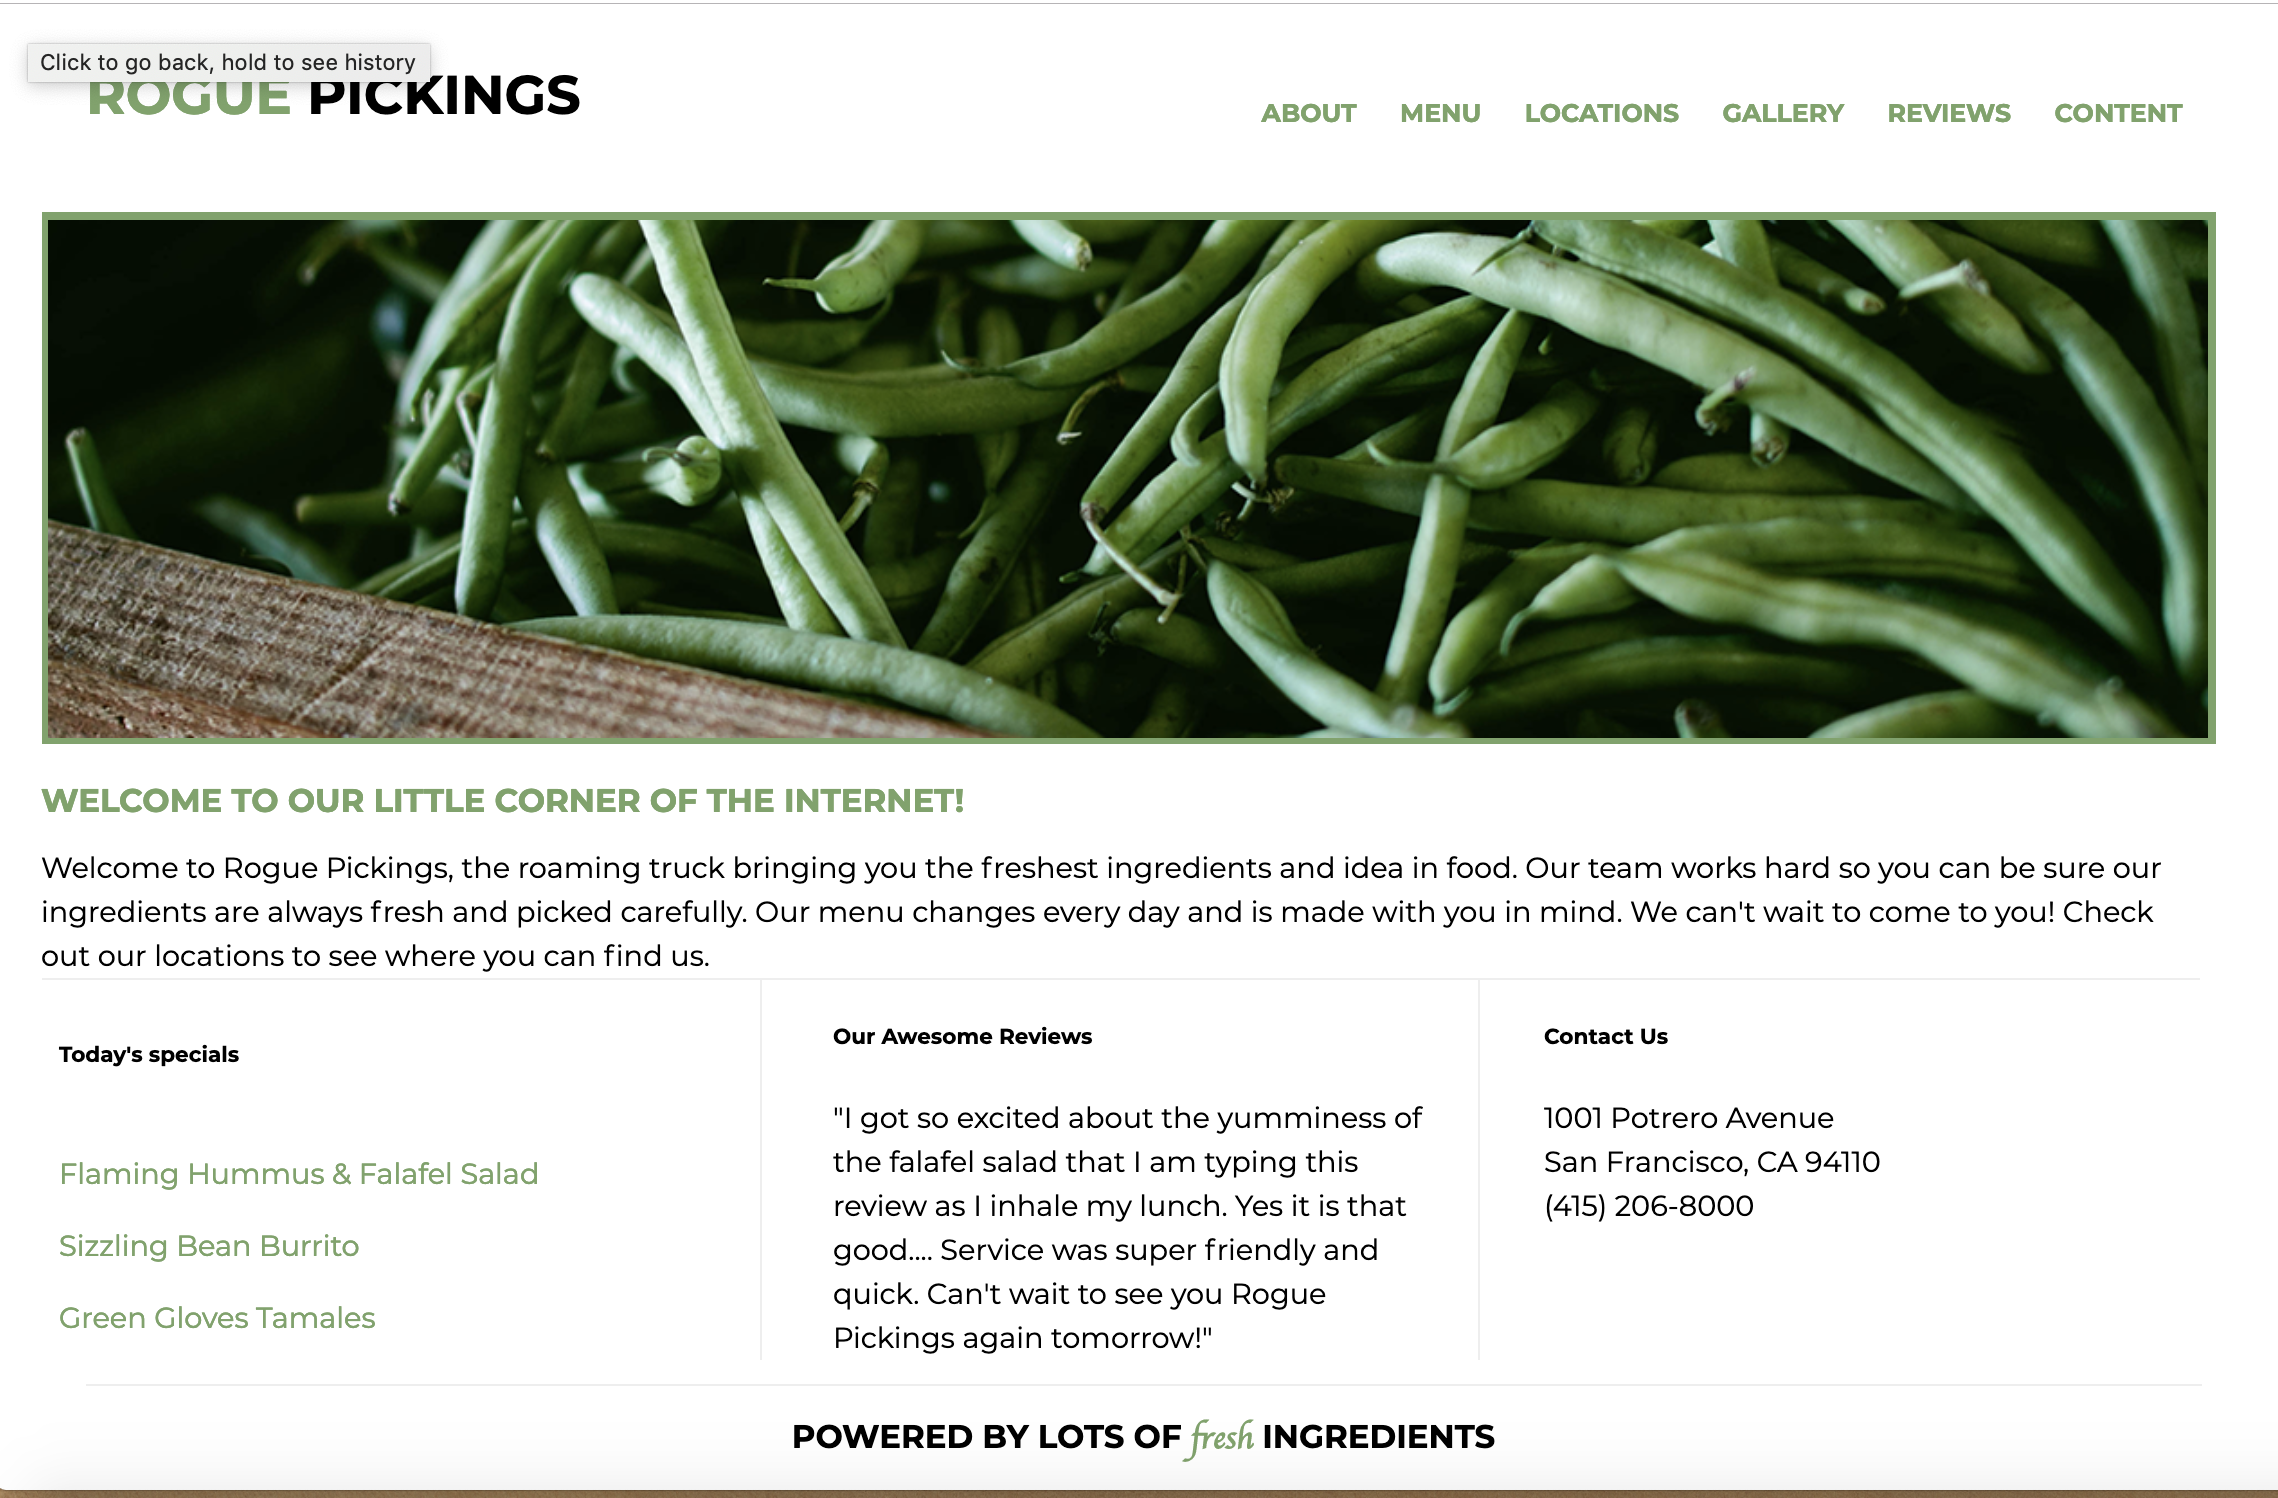 Click to go back, hold to see history
ROGUE PICKINGS
ABOUT MENU LOCATIONS GALLERY REVIEWS CONTENT
WELCOME TO OUR LITTLE CORNER OF THE INTERNET!
Welcome to Rogue Pickings, the roaming truck bringing you the freshest ingredients and idea in food. Our team works hard so you can be sure our
ingredients are always fresh and picked carefully. Our menu changes every day and is made with you in mind. We can't wait to come to you! Check
out our locations to see where you can find us.
Today's specials
Flaming Hummus & Falafel Salad
Sizzling Bean Burrito
Green Gloves Tamales
Our Awesome Reviews
"I got so excited about the yumminess of
the falafel salad that I am typing this
review as I inhale my lunch. Yes it is that
good.... Service was super friendly and
quick. Can't wait to see you Rogue
Pickings again tomorrow!"
Contact Us
1001 Potrero Avenue
San Francisco, CA 94110
(415) 206-8000
POWERED BY LOTS OF fresh INGREDIENTS